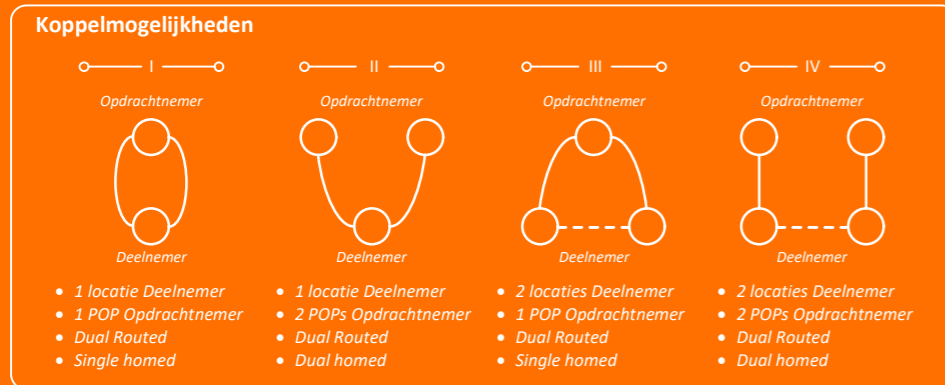 Koppelmogelijkheden
I
Opdrachtnemer
Deelnemer
• 1 locatie Deelnemer
• 1 POP Opdrachtnemer
• Dual Routed
• Single homed
II
Opdrachtnemer
Deelnemer
• 1 locatie Deelnemer
• 2 POPs Opdrachtnemer
• Dual Routed
• Dual homed
III
Opdrachtnemer
Deelnemer
• 2 locaties Deelnemer
• 1 POP Opdrachtnemer
• Dual Routed
• Single homed
IV
Opdrachtnemer
Deelnemer
• 2 locaties Deelnemer
• 2 POPs Opdrachtnemer
• Dual Routed
• Dual homed